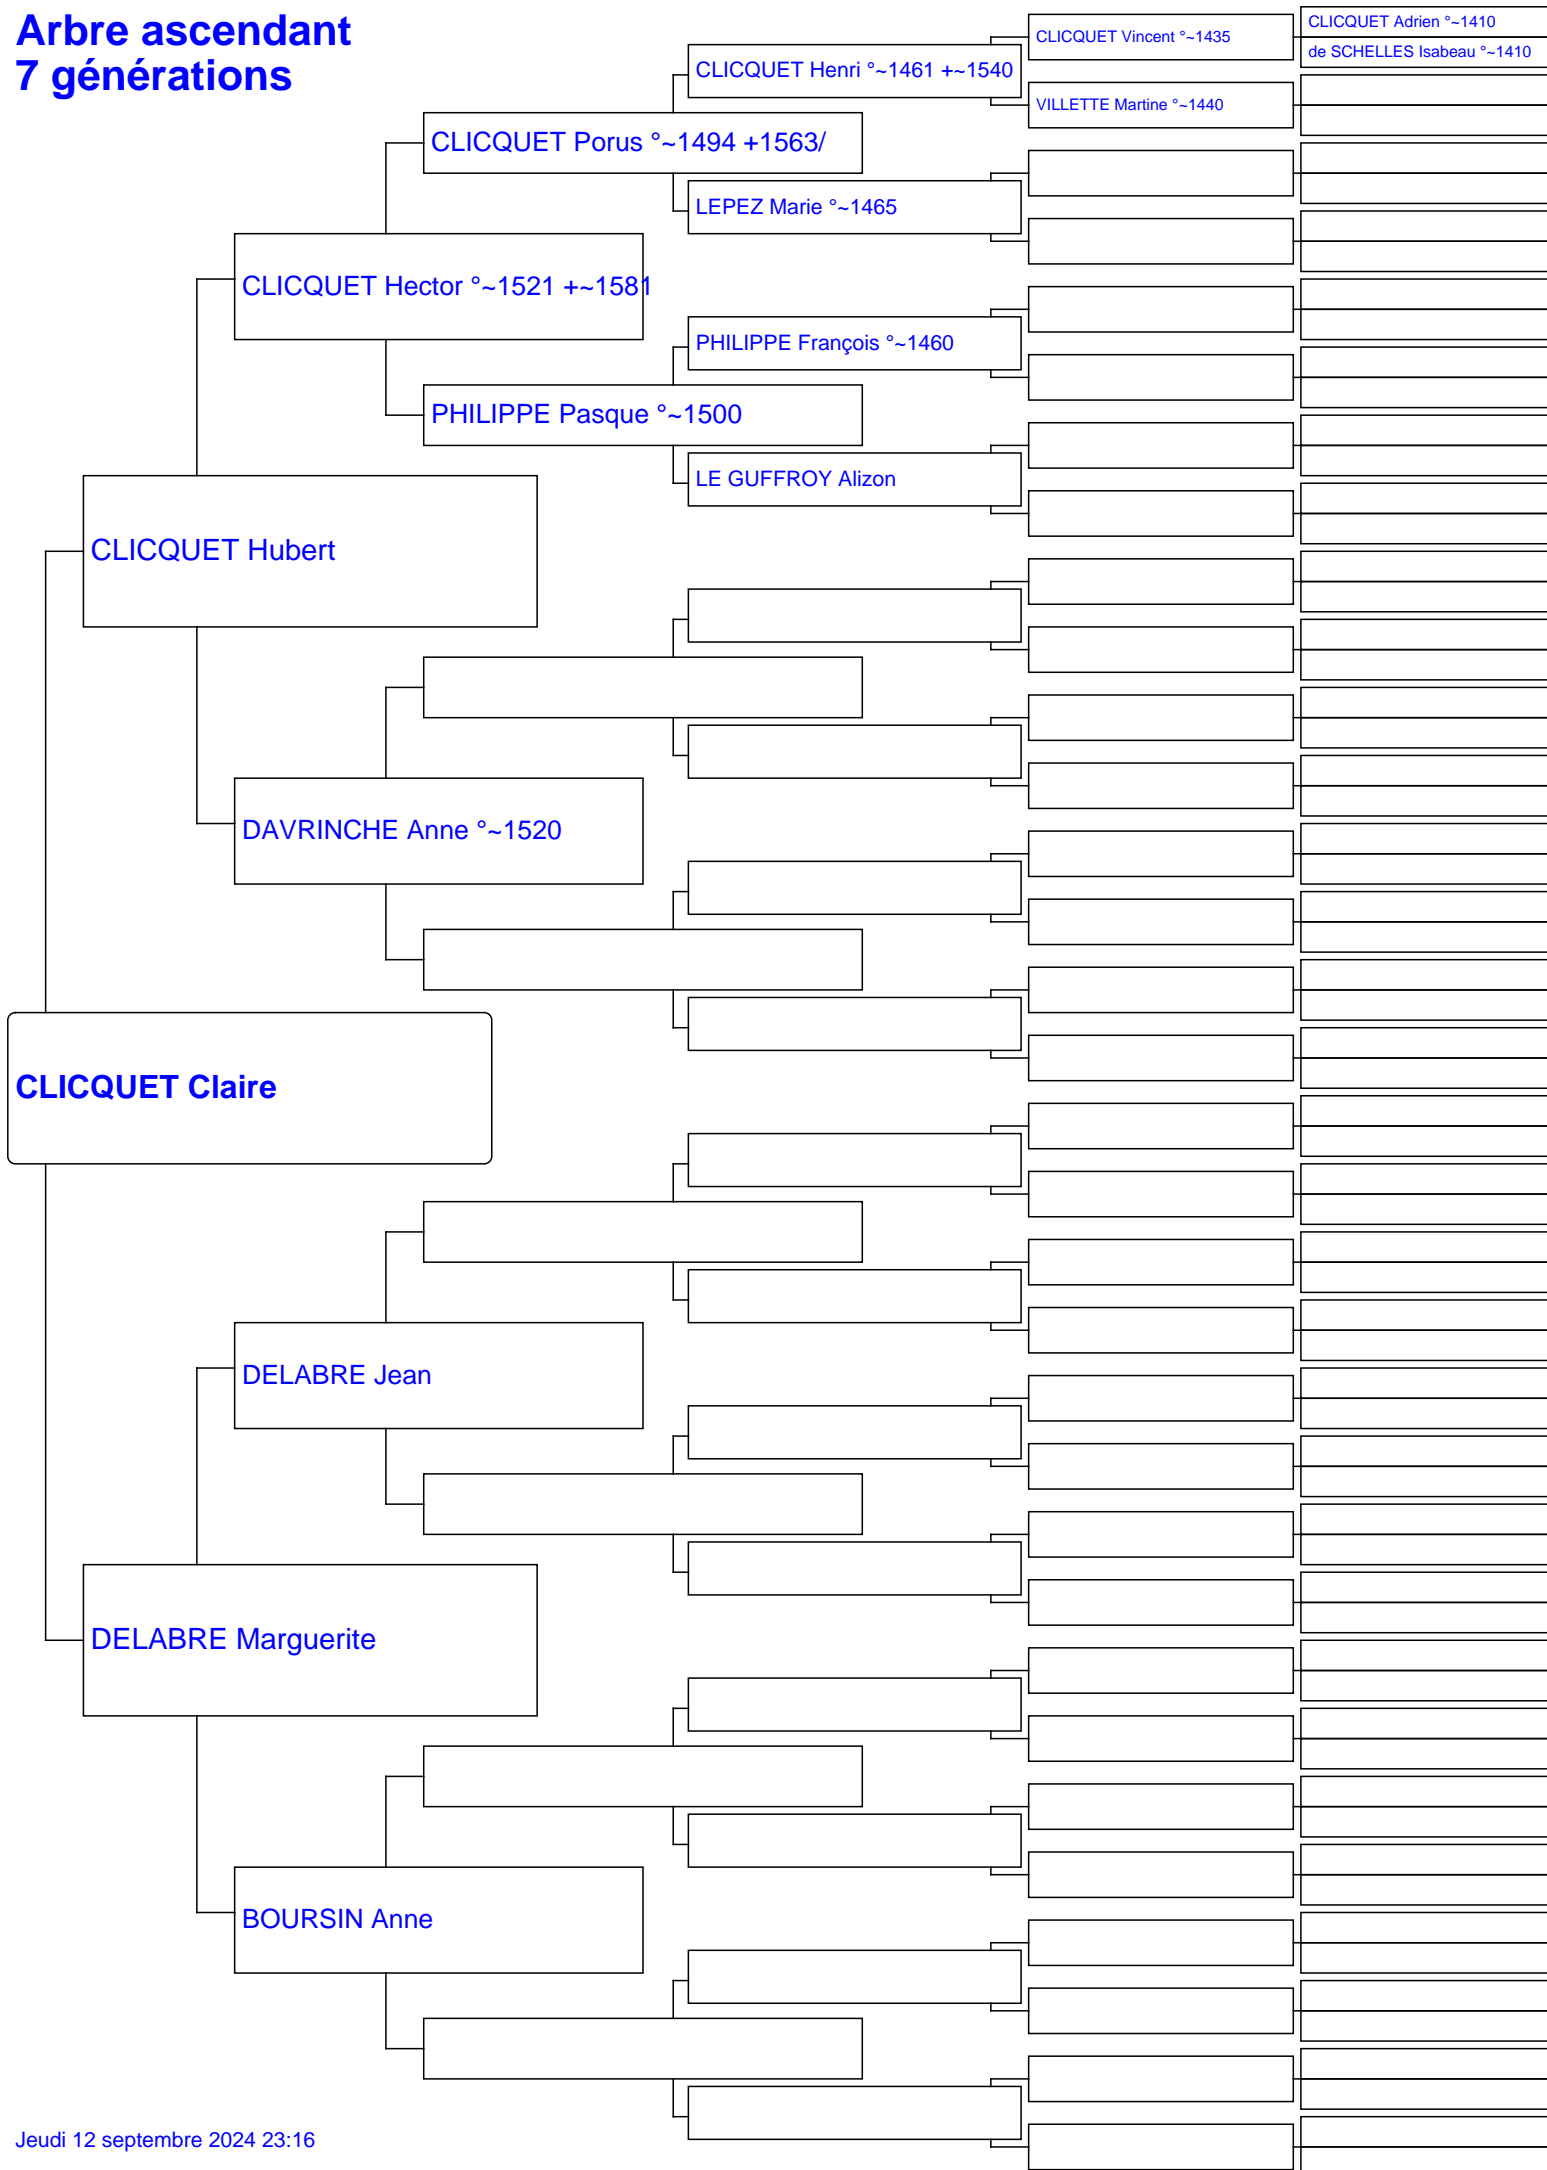 Arbre ascendant
7 générations
CLICQUET Adrien °~1410
CLICQUET Vincent °~1435
de SCHELLES Isabeau °~1410
CLICQUET Henri °~1461 +~1540
VILLETTE Martine °~1440
CLICQUET Porus °~1494 +1563/
LEPEZ Marie °~1465
CLICQUET Hector °~1521 +~1581
PHILIPPE François °~1460
PHILIPPE Pasque °~1500
LE GUFFROY Alizon
CLICQUET Hubert
DAVRINCHE Anne °~1520
CLICQUET Claire
DELABRE Jean
DELABRE Marguerite
BOURSIN Anne
Jeudi 12 septembre 2024 23:16